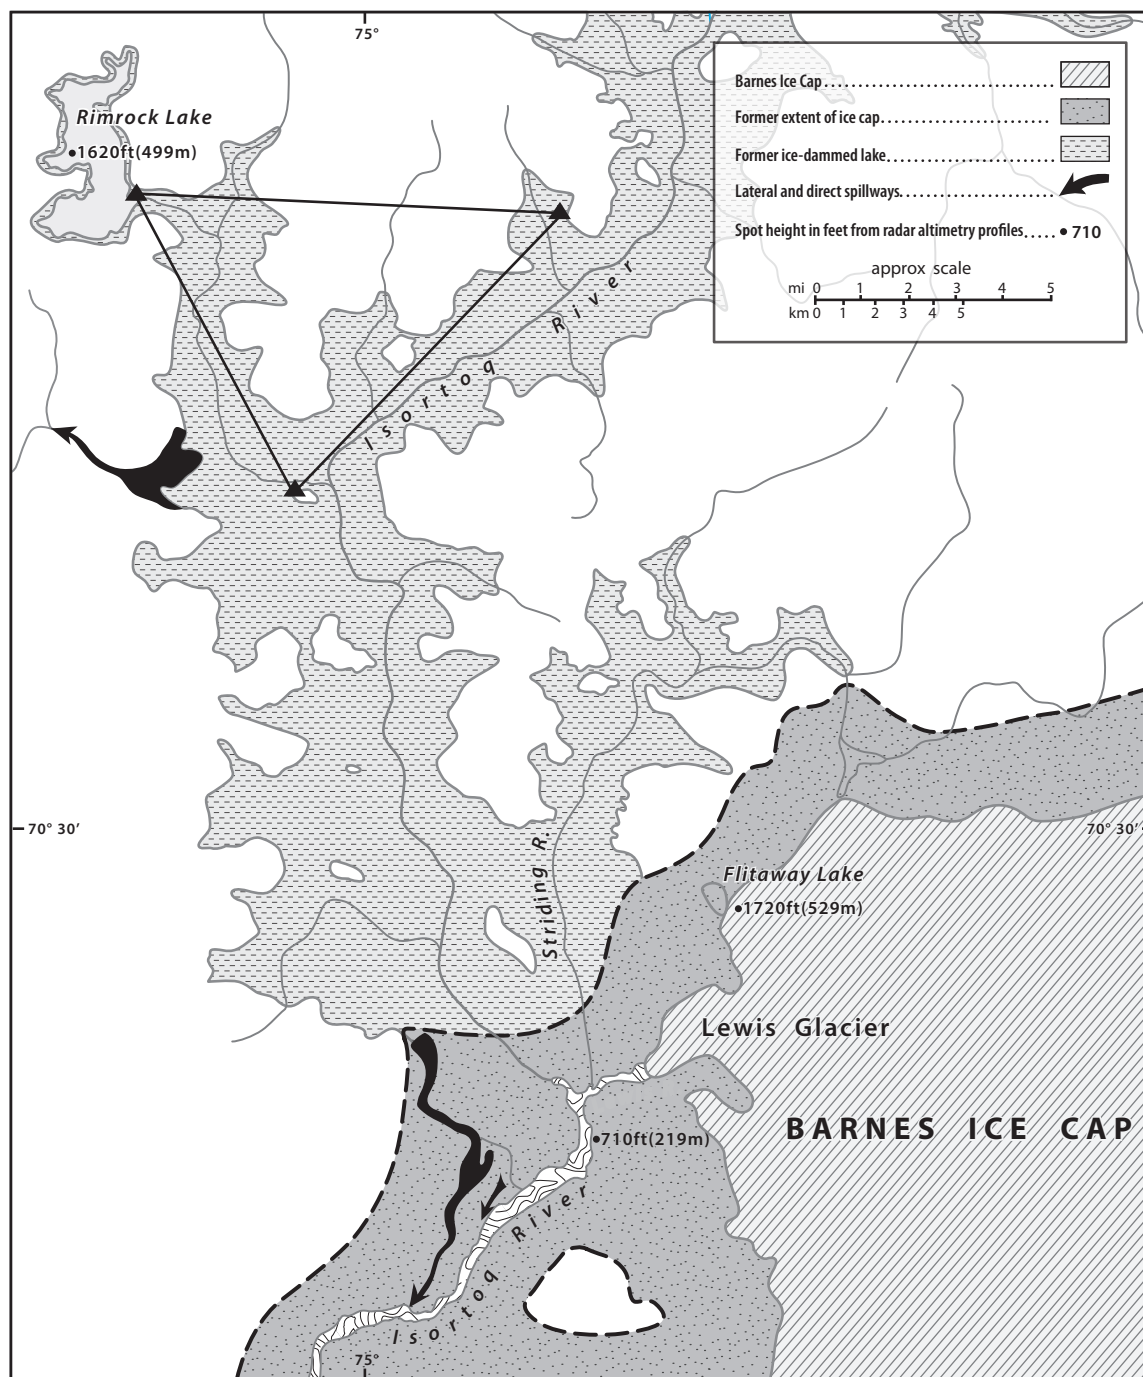 75°
Rimrock Lake
1620ft(499m)
Barnes Ice Cap
Former extent of ice cap
Former ice-dammed lake
Lateral and direct spillways
Spot height in feet from radar altimetry profiles..... • 710
approx scale
mi 0 1 2 3 4 5
km 0 1 2 3 4 5
Isortoq River
70° 30′
70° 30′
Striding R.
Flitaway Lake
1720ft(529m)
Lewis Glacier
BARNES ICE CAP
710ft(219m)
Isortoq River
75°